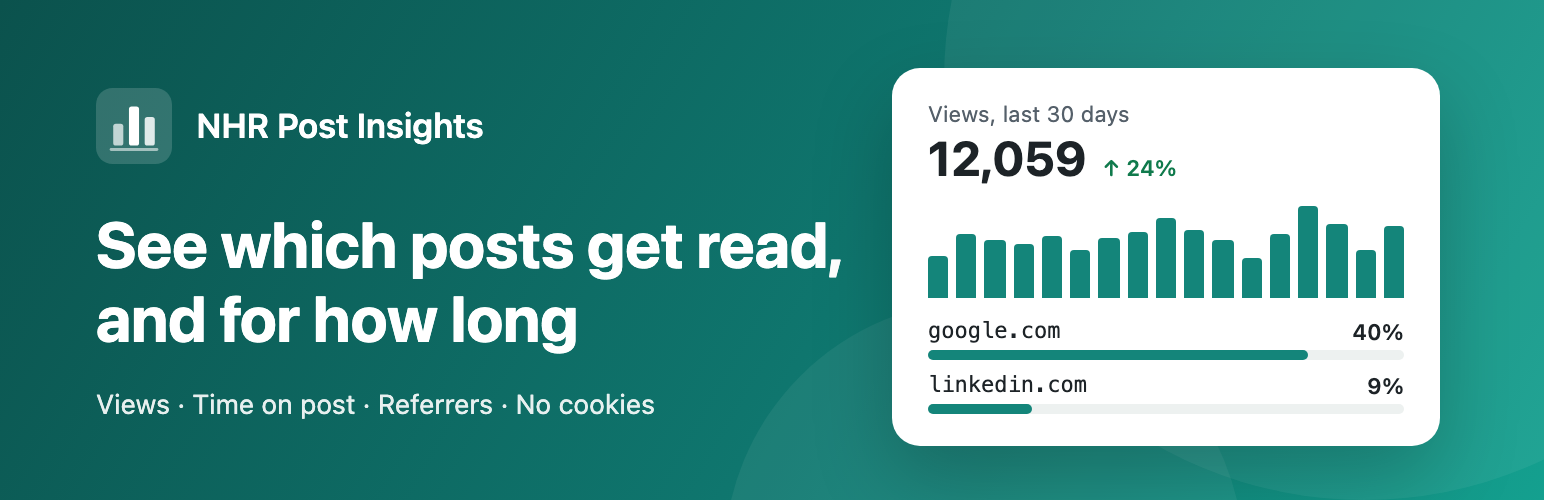 NHR Post Insights
See which posts get read,
and for how long
Views · Time on post · Referrers · No cookies
Views, last 30 days
12,059 ↑ 24%
google.com 40%
linkedin.com 9%